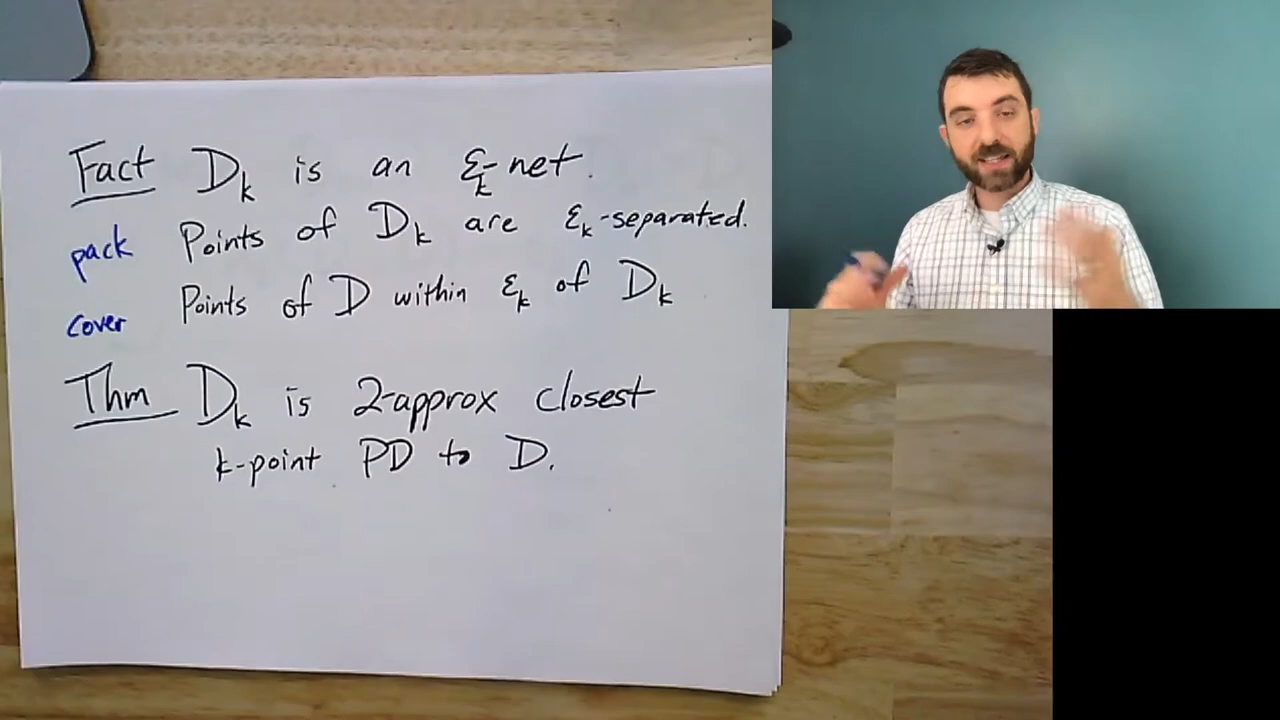 Fact D_k is an ε_k-net.
pack Points of D_k are ε_k-separated.
cover Points of D within ε_k of D_k
Thm D_k is 2-approx closest
k-point PD to D.